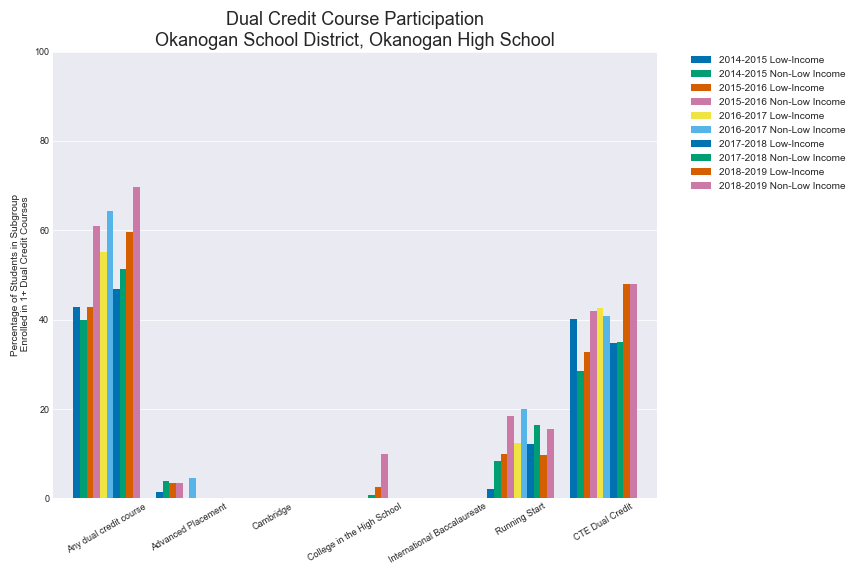 Dual Credit Course Participation
Okanogan School District, Okanogan High School
Percentage of Students in Subgroup
Enrolled in 1+ Dual Credit Courses
100
80
60
40
20
0
Any dual credit course
Advanced Placement
Cambridge
College in the High School
International Baccalaureate
Running Start
CTE Dual Credit
2014-2015 Low-Income
2014-2015 Non-Low Income
2015-2016 Low-Income
2015-2016 Non-Low Income
2016-2017 Low-Income
2016-2017 Non-Low Income
2017-2018 Low-Income
2017-2018 Non-Low Income
2018-2019 Low-Income
2018-2019 Non-Low Income